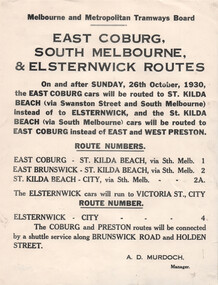 Melbourne and Metropolitan Tramways Board
EAST COBURG,
SOUTH MELBOURNE,
& ELSTERNWICK ROUTES
On and after SUNDAY, 26th October, 1930,
the EAST COBURG cars will be routed to ST. KILDA
BEACH (via Swanston Street and South Melbourne)
instead of to ELSTERNWICK, and the ST. KILDA
BEACH (via South Melbourne) cars will be routed to
EAST COBURG instead of EAST and WEST PRESTON.
ROUTE NUMBERS.
EAST COBURG - ST. KILDA BEACH, via Sth. Melb. 1
EAST BRUNSWICK - ST. KILDA BEACH, via Sth. Melb. 2
ST. KILDA BEACH - CITY, via Sth. Melb. - - 2A.
The ELSTERNWICK cars will run to VICTORIA ST., CITY
ROUTE NUMBER.
ELSTERNWICK - CITY - - - - 4
The COBURG and PRESTON routes will be connected
by a shuttle service along BRUNSWICK ROAD and HOLDEN
STREET.
A. D. MURDOCH,
Manager.